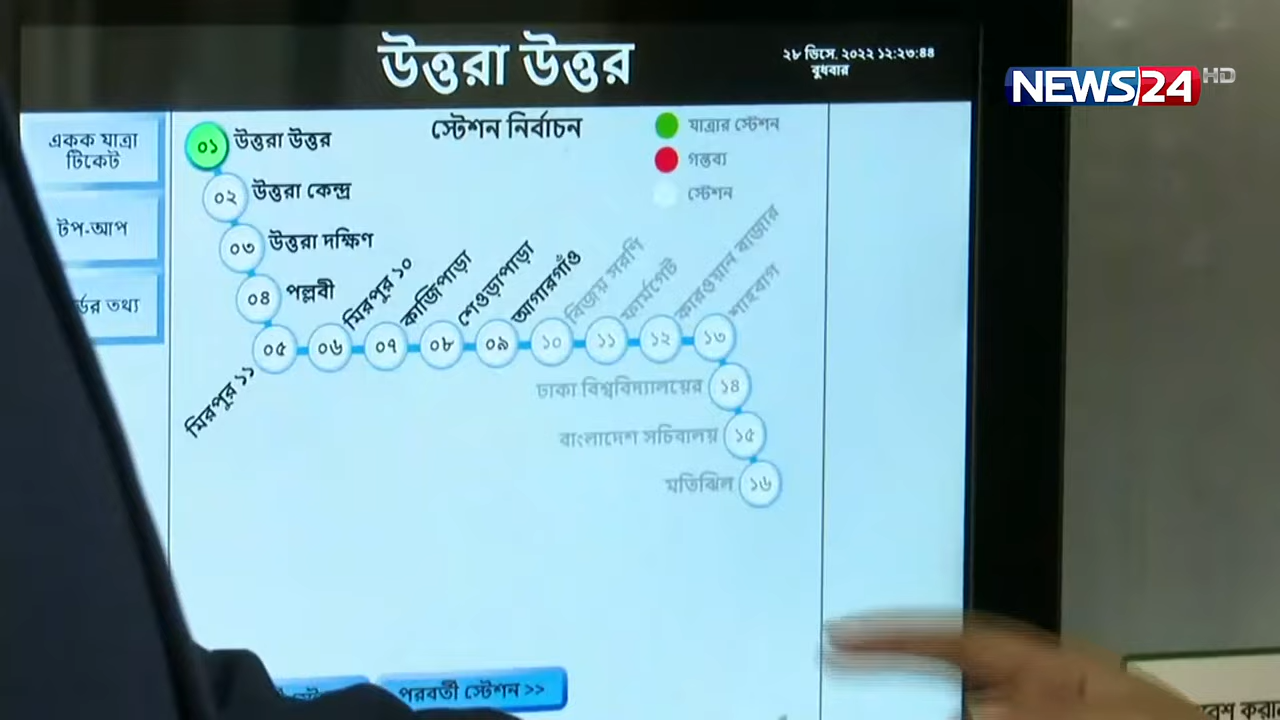 উত্তরা উত্তর
২৮ ডিসে. ২০২২ ১২:২৩:৪৪
বুধবার
NEWS24 HD
একক যাত্রা
টিকেট
টপ-আপ
তথ্য
স্টেশন নির্বাচন
যাত্রার স্টেশন
গন্তব্য
স্টেশন
০১ উত্তরা উত্তর
০২ উত্তরা কেন্দ্র
০৩ উত্তরা দক্ষিণ
০৪ পল্লবী
০৫ মিরপুর ১১
০৬ মিরপুর ১০
০৭ কাজিপাড়া
০৮ শেওড়াপাড়া
০৯ আগারগাঁও
১০ বিজয় সরণি
১১ ফার্মগেট
১২ কারওয়ান বাজার
১৩ শাহবাগ
ঢাকা বিশ্ববিদ্যালয়ের ১৪
বাংলাদেশ সচিবালয় ১৫
মতিঝিল ১৬
পরবর্তী স্টেশন >>